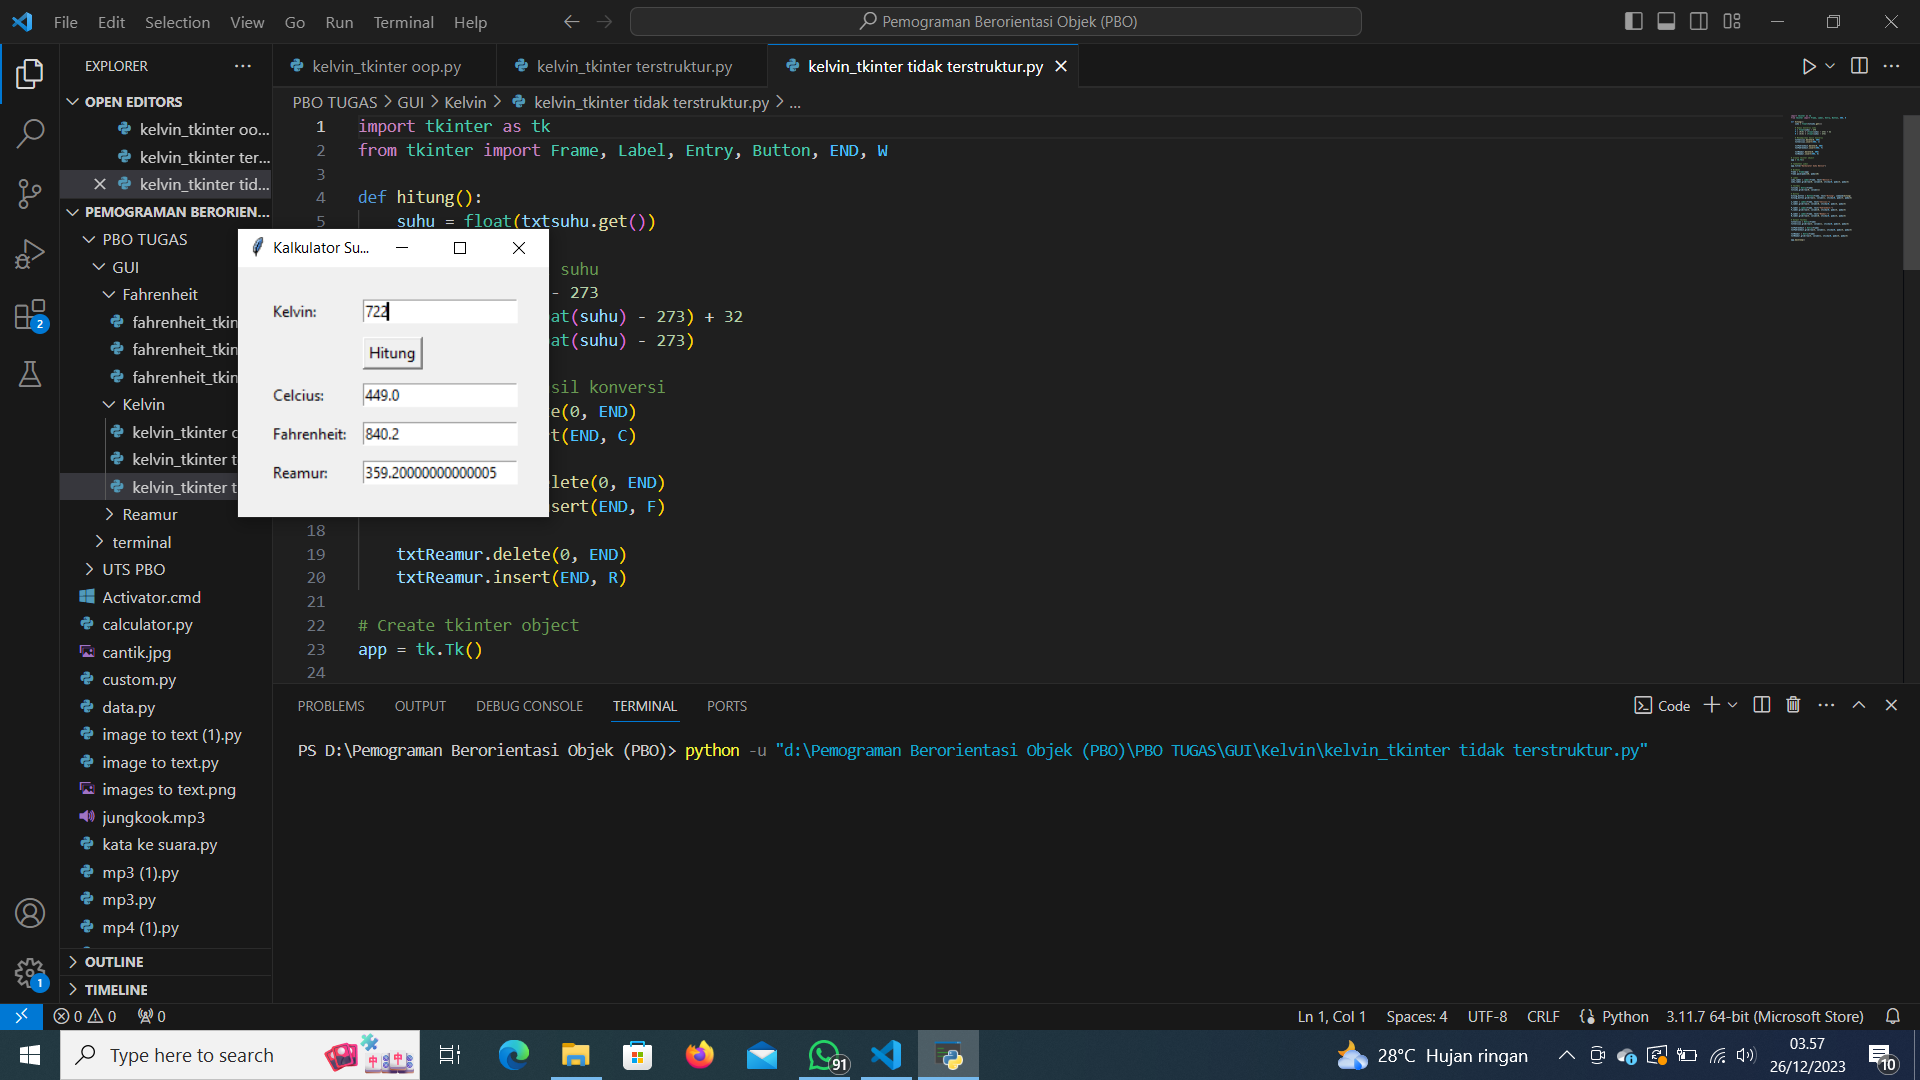 File Edit Selection View Go Run Terminal Help
Pemograman Berorientasi Objek (PBO)
EXPLORER
OPEN EDITORS
kelvin_tkinter oo...
kelvin_tkinter ter...
kelvin_tkinter tid...
PEMOGRAMAN BERORIEN...
PBO TUGAS
GUI
Fahrenheit
fahrenheit_tkin
fahrenheit_tkin
fahrenheit_tkin
Kelvin
kelvin_tkinter
kelvin_tkinter t
kelvin_tkinter t
Reamur
terminal
UTS PBO
Activator.cmd
calculator.py
cantik.jpg
custom.py
data.py
image to text (1).py
image to text.py
images to text.png
jungkook.mp3
kata ke suara.py
mp3 (1).py
mp3.py
mp4 (1).py
OUTLINE
TIMELINE
2
1
kelvin_tkinter oop.py
kelvin_tkinter terstruktur.py
kelvin_tkinter tidak terstruktur.py
PBO TUGAS > GUI > Kelvin > kelvin_tkinter tidak terstruktur.py > ...
1 import tkinter as tk
2 from tkinter import Frame, Label, Entry, Button, END, W
3
4 def hitung():
5 suhu = float(txtsuhu.get())
suhu
- 273
at(suhu) - 273) + 32
at(suhu) - 273)
sil konversi
e(0, END)
t(END, C)
lete(0, END)
sert(END, F)
18
19 txtReamur.delete(0, END)
20 txtReamur.insert(END, R)
21
22 # Create tkinter object
23 app = tk.Tk()
24
Kalkulator Su...
Kelvin: 722
Hitung
Celcius: 449.0
Fahrenheit: 840.2
Reamur: 359.20000000000005
PROBLEMS OUTPUT DEBUG CONSOLE TERMINAL PORTS
Code
PS D:\Pemograman Berorientasi Objek (PBO)> python -u "d:\Pemograman Berorientasi Objek (PBO)\PBO TUGAS\GUI\Kelvin\kelvin_tkinter tidak terstruktur.py"
0 0 0
Ln 1, Col 1 Spaces: 4 UTF-8 CRLF Python 3.11.7 64-bit (Microsoft Store)
Type here to search
91
28°C Hujan ringan
03.57
26/12/2023
10